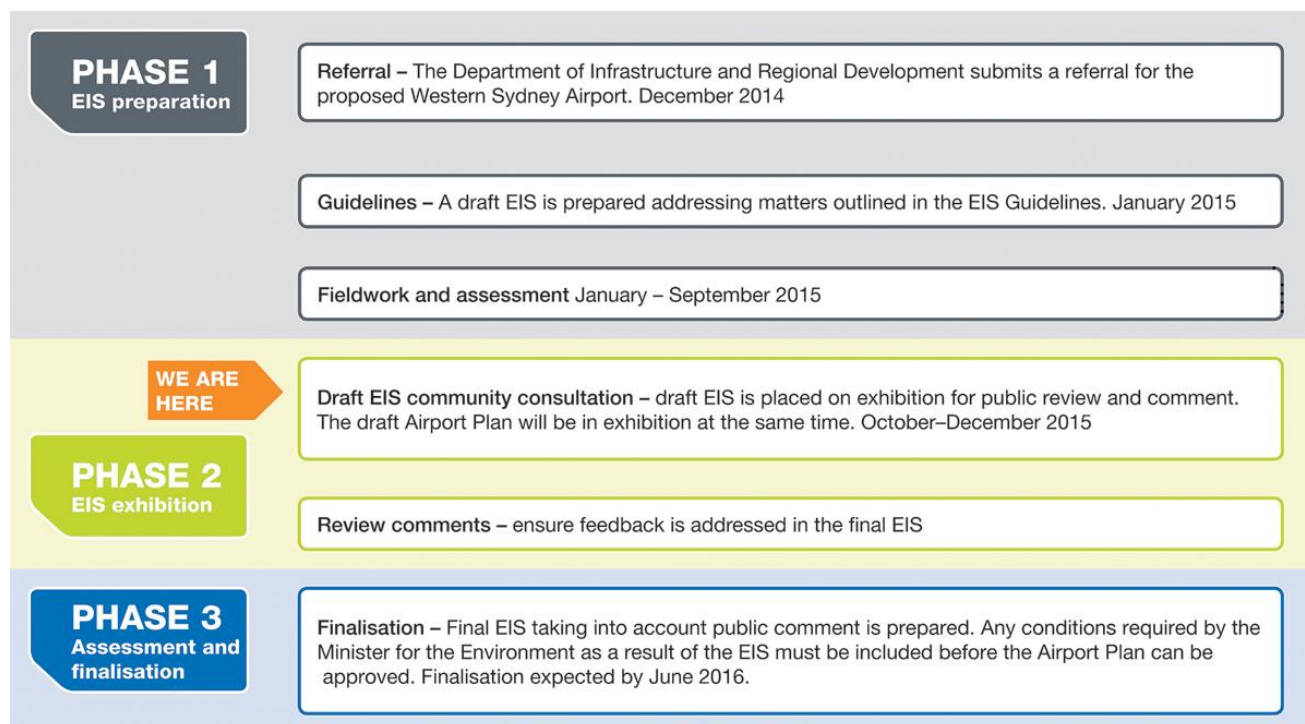 PHASE 1
EIS preparation
Referral – The Department of Infrastructure and Regional Development submits a referral for the
proposed Western Sydney Airport. December 2014
Guidelines – A draft EIS is prepared addressing matters outlined in the EIS Guidelines. January 2015
Fieldwork and assessment January – September 2015
WE ARE
HERE
Draft EIS community consultation – draft EIS is placed on exhibition for public review and comment.
The draft Airport Plan will be in exhibition at the same time. October–December 2015
PHASE 2
EIS exhibition
Review comments – ensure feedback is addressed in the final EIS
PHASE 3
Assessment and
finalisation
Finalisation – Final EIS taking into account public comment is prepared. Any conditions required by the
Minister for the Environment as a result of the EIS must be included before the Airport Plan can be
approved. Finalisation expected by June 2016.